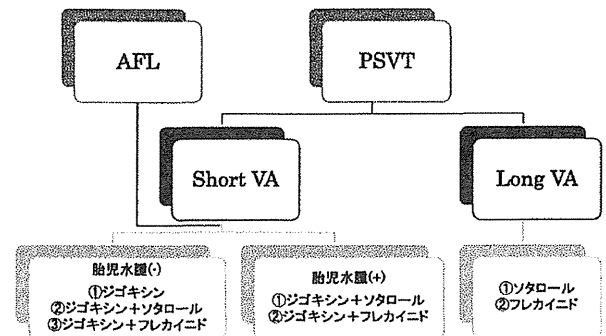 AFL
PSVT
Short VA
Long VA
胎児水腫(-)
①ジゴキシン
②ジゴキシン+ソタロール
③ジゴキシン+フレカイニド
胎児水腫(+)
①ジゴキシン+ソタロール
②ジゴキシン+フレカイニド
①ソタロール
②フレカイニド